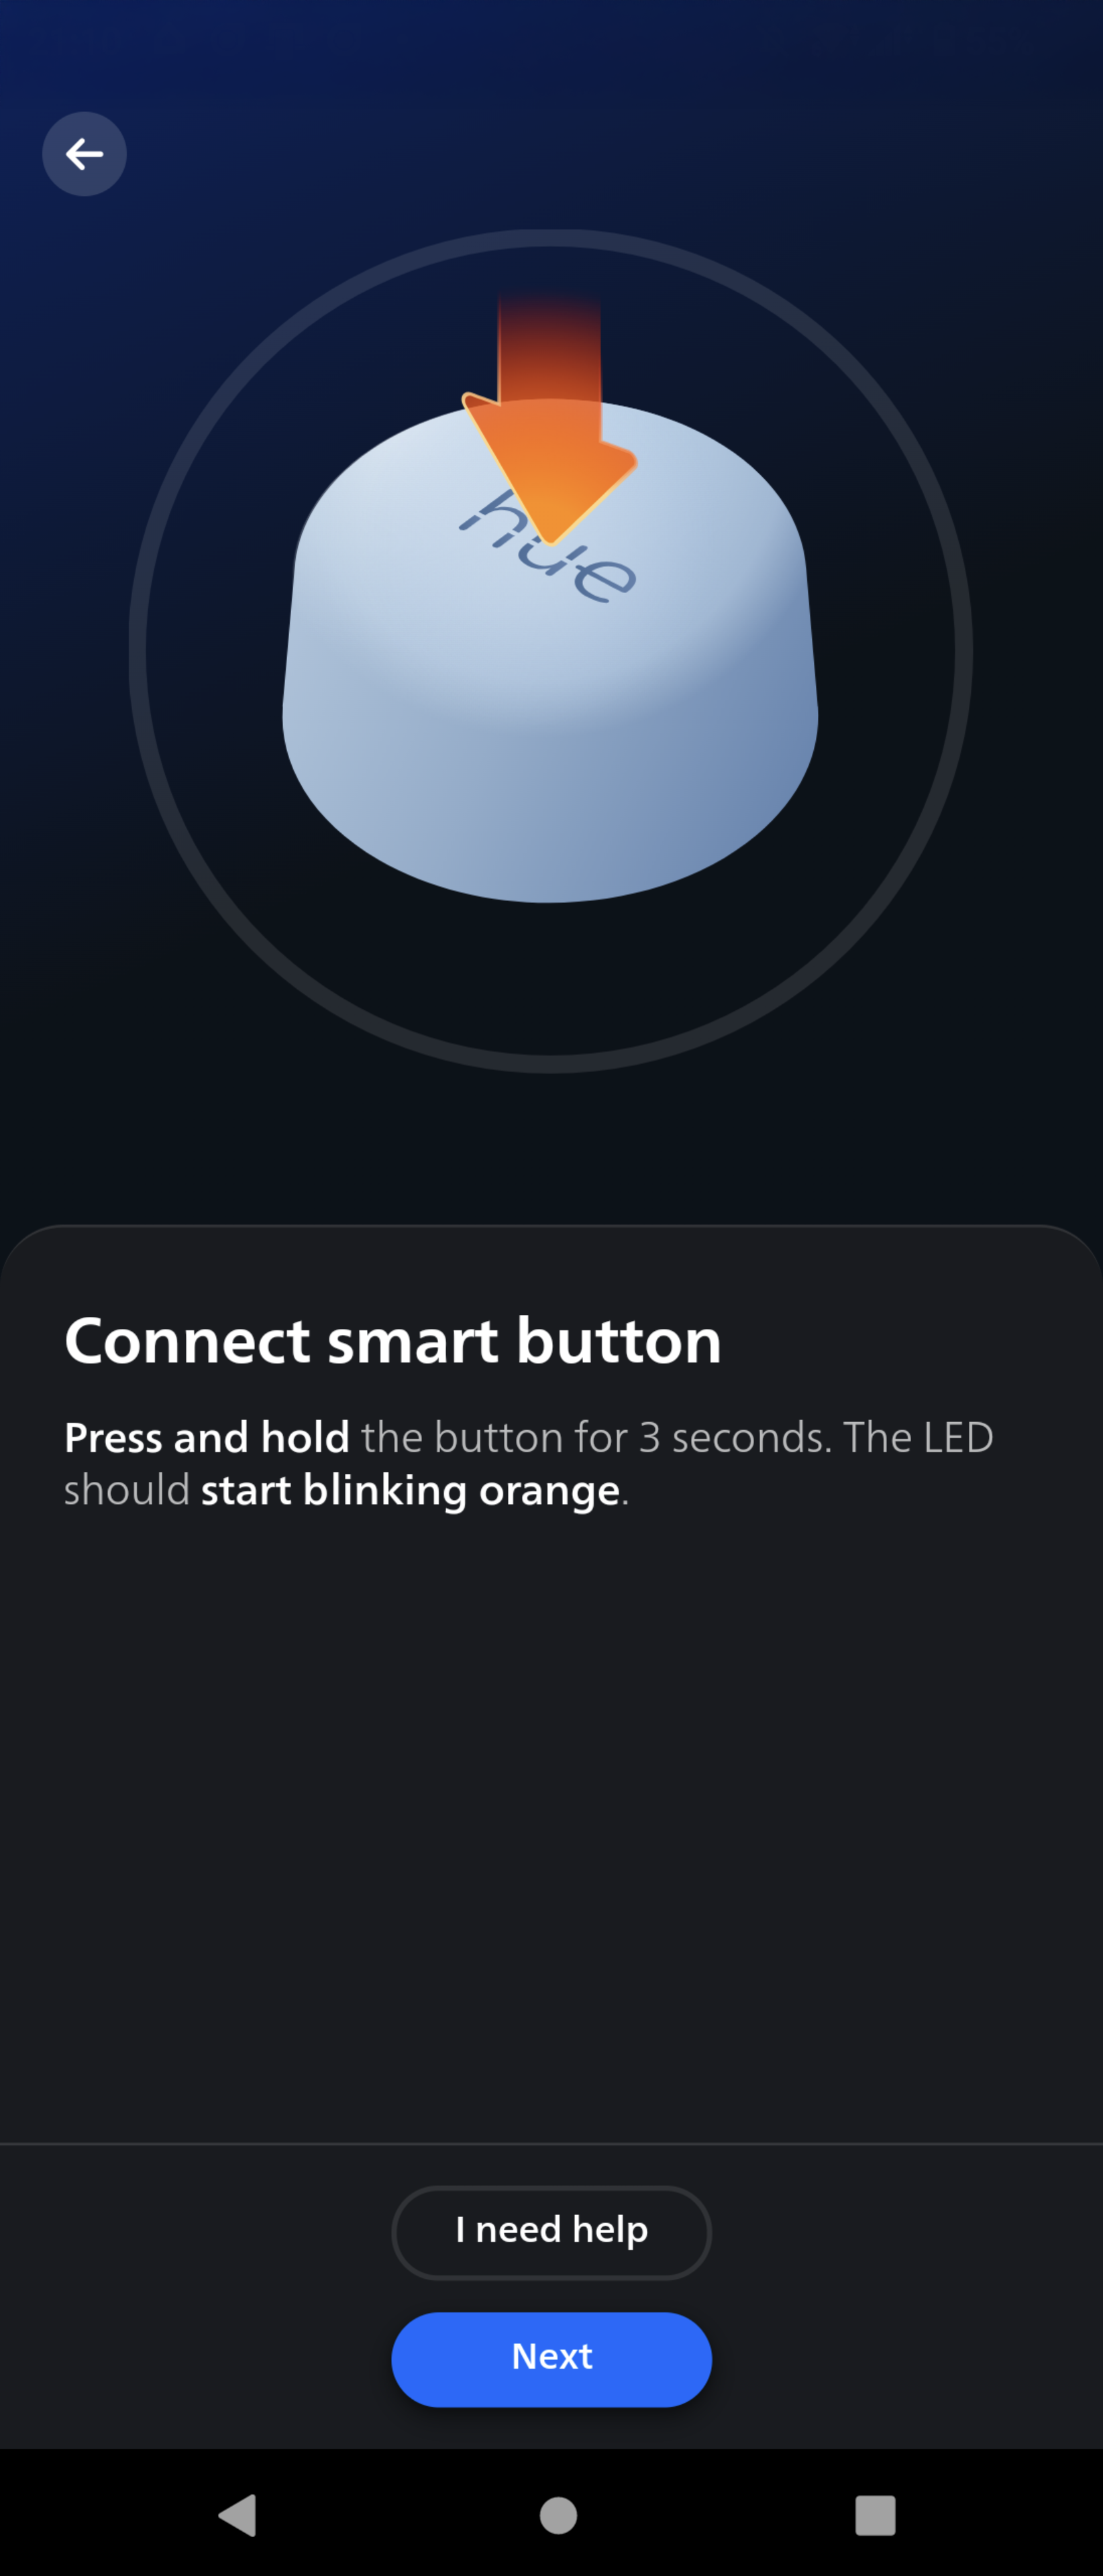 hue
Connect smart button
Press and hold the button for 3 seconds. The LED
should start blinking orange.
I need help
Next